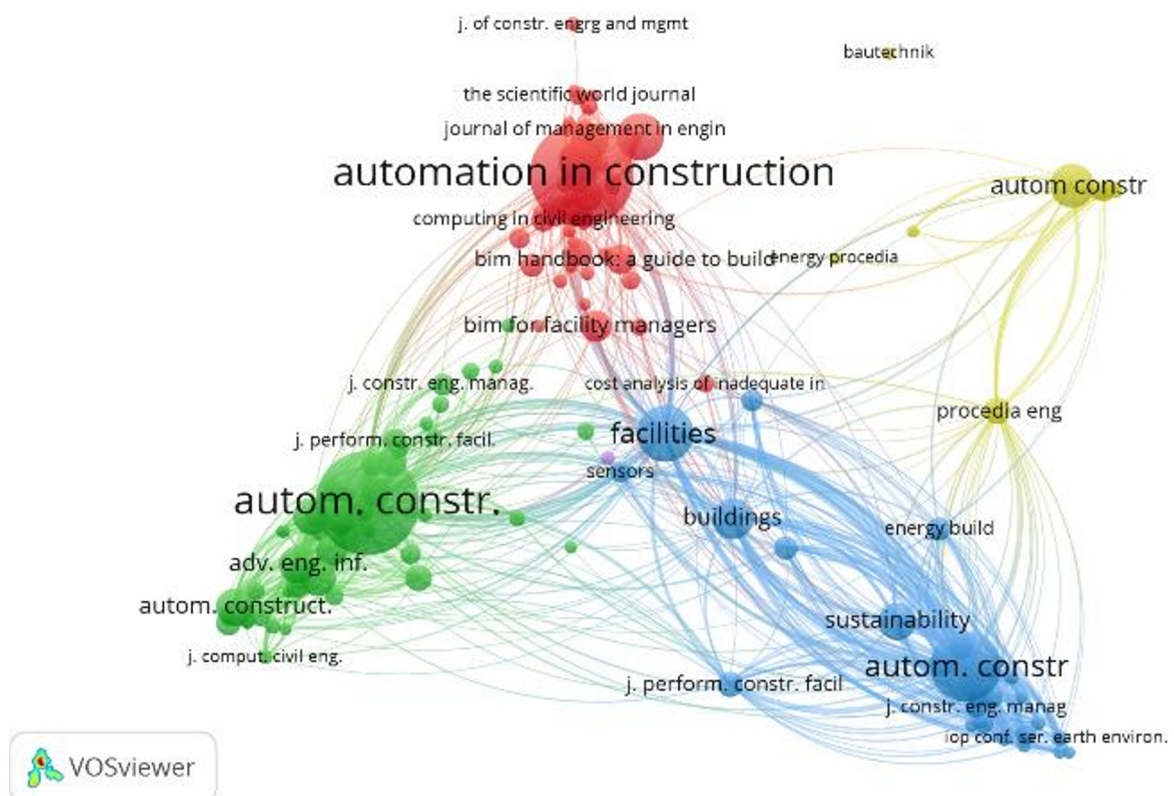 j. of constr. engrg and mgmt
bautechnik
the scientific world journal
journal of management in engin
automation in construction
autom constr
computing in civil engineering
bim handbook: a guide to build
energy procedia
bim for facility managers
j. constr. eng. manag.
cost analysis of inadequate in
procedia eng
facilities
j. perform. constr. facil.
sensors
autom. constr.
buildings
energy build
adv. eng. inf.
autom. construct.
sustainability
j. comput. civil eng.
autom. constr
j. perform. constr. facil
j. constr. eng. manag
iop conf. ser. earth environ.
VOSviewer